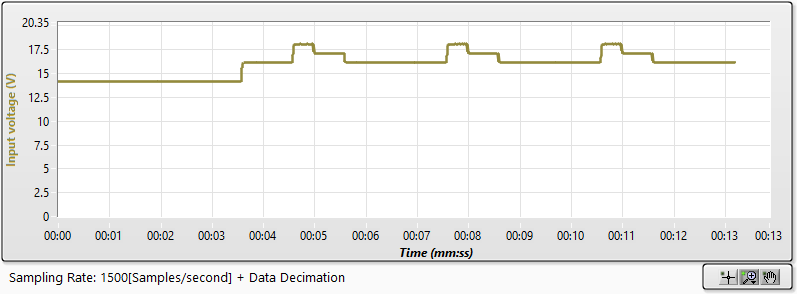 20.35
17.5
15
12.5
10
7.5
5
2.5
0
Input voltage (V)
00:00 00:01 00:02 00:03 00:04 00:05 00:06 00:07 00:08 00:09 00:10 00:11 00:12 00:13 00:13
Time (mm:ss)
Sampling Rate: 1500[Samples/second] + Data Decimation